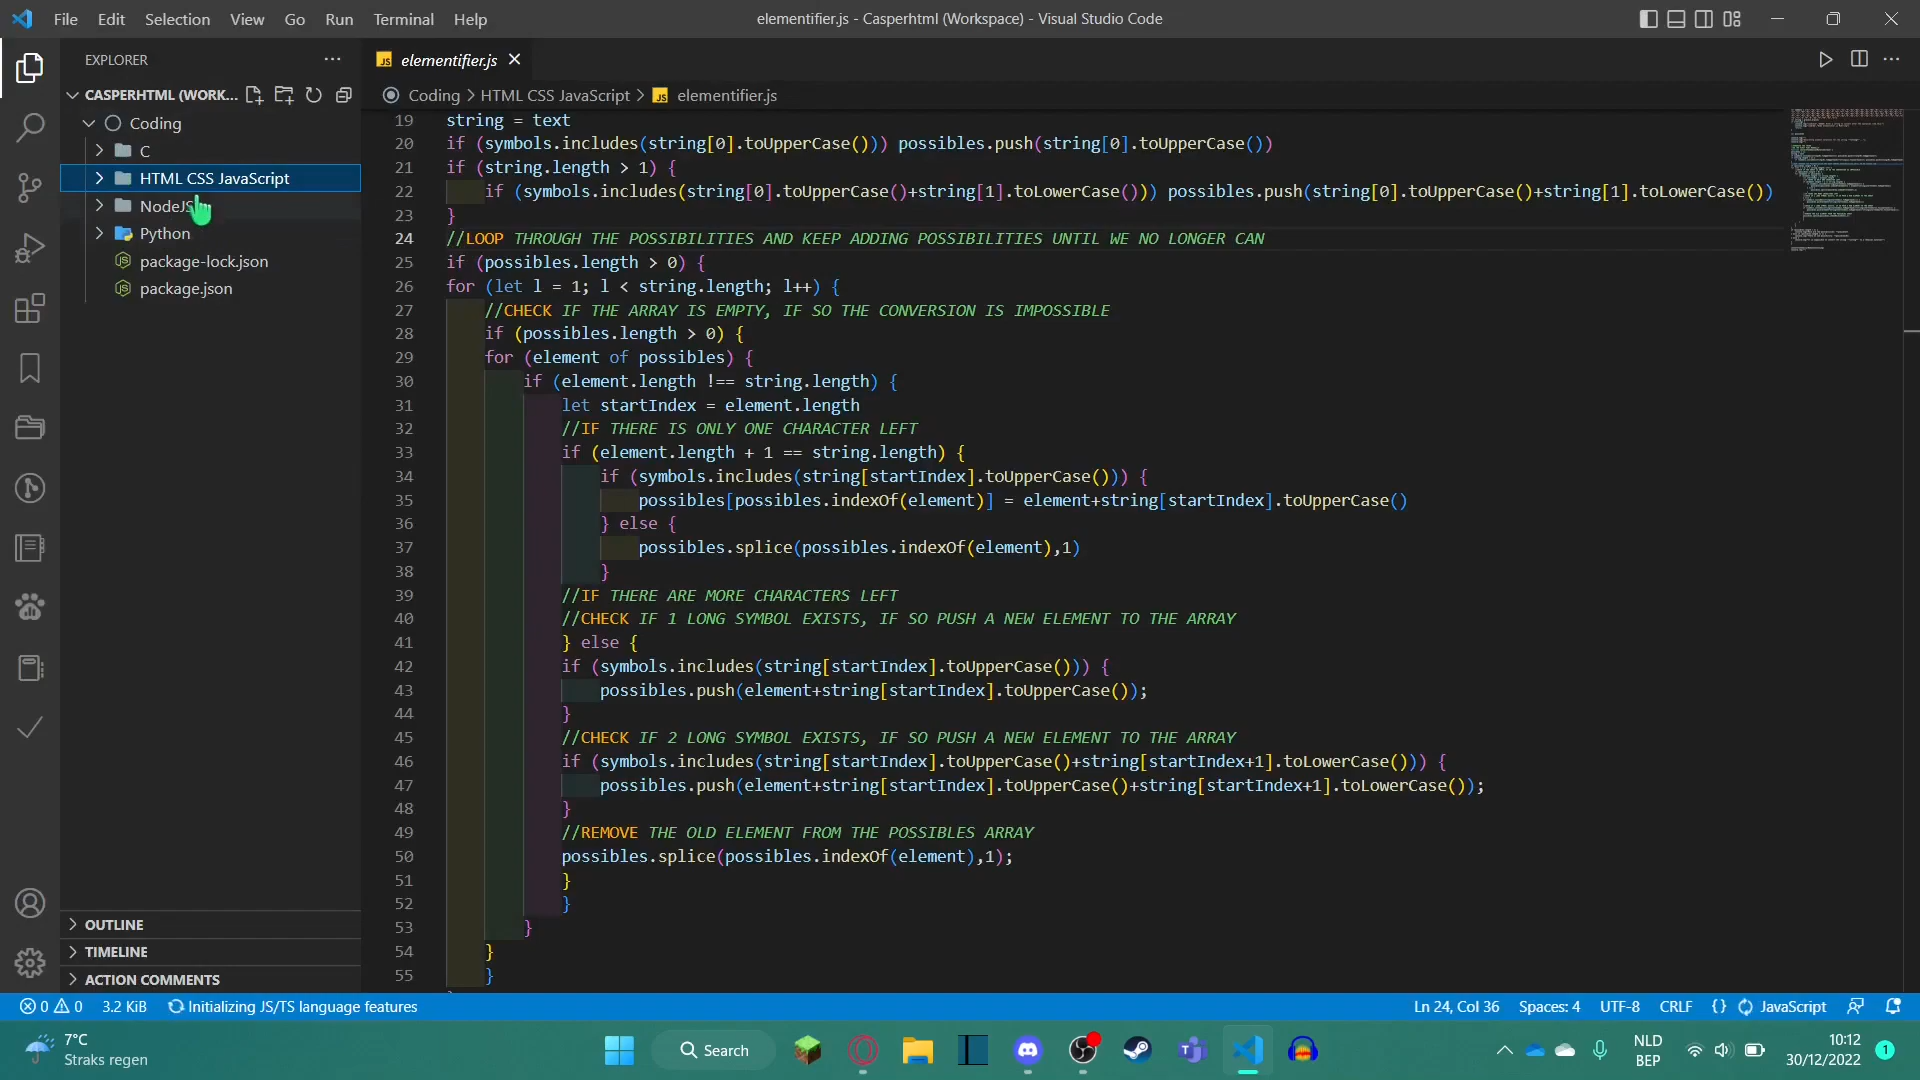 File Edit Selection View Go Run Terminal Help
elementifier.js - Casperhtml (Workspace) - Visual Studio Code
EXPLORER
CASPERHTML (WORK...
Coding
C
HTML CSS JavaScript
NodeJS
Python
package-lock.json
package.json
OUTLINE
TIMELINE
ACTION COMMENTS
JS elementifier.js
Coding > HTML CSS JavaScript > JS elementifier.js
19 string = text
20 if (symbols.includes(string[0].toUpperCase())) possibles.push(string[0].toUpperCase())
21 if (string.length > 1) {
22 if (symbols.includes(string[0].toUpperCase()+string[1].toLowerCase())) possibles.push(string[0].toUpperCase()+string[1].toLowerCase())
23 }
24 //LOOP THROUGH THE POSSIBILITIES AND KEEP ADDING POSSIBILITIES UNTIL WE NO LONGER CAN
25 if (possibles.length > 0) {
26 for (let l = 1; l < string.length; l++) {
27 //CHECK IF THE ARRAY IS EMPTY, IF SO THE CONVERSION IS IMPOSSIBLE
28 if (possibles.length > 0) {
29 for (element of possibles) {
30 if (element.length !== string.length) {
31 let startIndex = element.length
32 //IF THERE IS ONLY ONE CHARACTER LEFT
33 if (element.length + 1 == string.length) {
34 if (symbols.includes(string[startIndex].toUpperCase())) {
35 possibles[possibles.indexOf(element)] = element+string[startIndex].toUpperCase()
36 } else {
37 possibles.splice(possibles.indexOf(element),1)
38 }
39 //IF THERE ARE MORE CHARACTERS LEFT
40 //CHECK IF 1 LONG SYMBOL EXISTS, IF SO PUSH A NEW ELEMENT TO THE ARRAY
41 } else {
42 if (symbols.includes(string[startIndex].toUpperCase())) {
43 possibles.push(element+string[startIndex].toUpperCase());
44 }
45 //CHECK IF 2 LONG SYMBOL EXISTS, IF SO PUSH A NEW ELEMENT TO THE ARRAY
46 if (symbols.includes(string[startIndex].toUpperCase()+string[startIndex+1].toLowerCase())) {
47 possibles.push(element+string[startIndex].toUpperCase()+string[startIndex+1].toLowerCase());
48 }
49 //REMOVE THE OLD ELEMENT FROM THE POSSIBLES ARRAY
50 possibles.splice(possibles.indexOf(element),1);
51 }
52 }
53 }
54 }
55 }
0 0 3.2 KiB Initializing JS/TS language features
Ln 24, Col 36 Spaces: 4 UTF-8 CRLF {} JavaScript
7°C
Straks regen
Search
NLD
BEP
10:12
30/12/2022
1